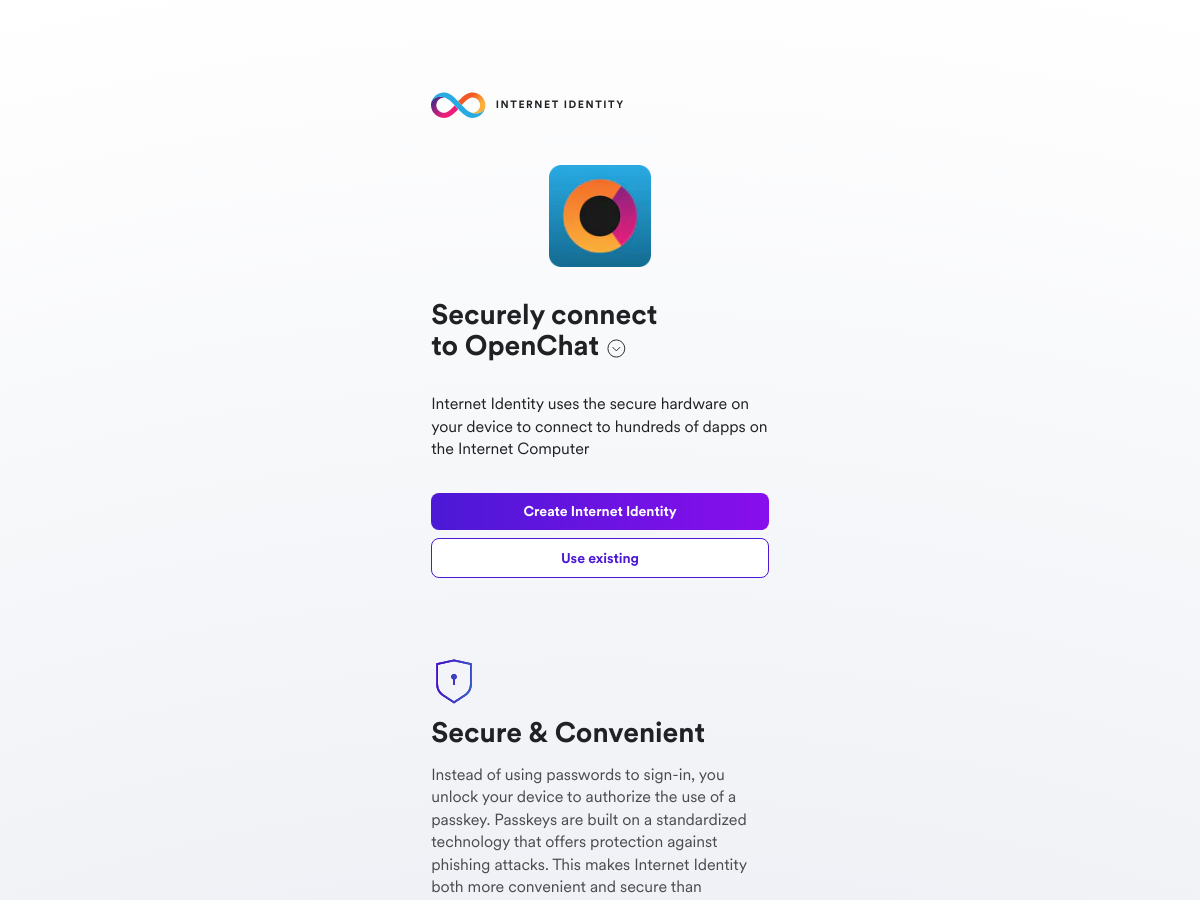 INTERNET IDENTITY
Securely connect
to OpenChat
Internet Identity uses the secure hardware on
your device to connect to hundreds of dapps on
the Internet Computer
Create Internet Identity
Use existing
Secure & Convenient
Instead of using passwords to sign-in, you
unlock your device to authorize the use of a
passkey. Passkeys are built on a standardized
technology that offers protection against
phishing attacks. This makes Internet Identity
both more convenient and secure than